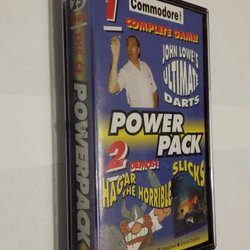 1
Commodore
COMPLETE GAME!
JOHN LOWE'S
ULTIMATE
DARTS
POWER
PACK
2
DEMOS!
HAGAR
THE HORRIBLE
SLICKS
POWERPACK